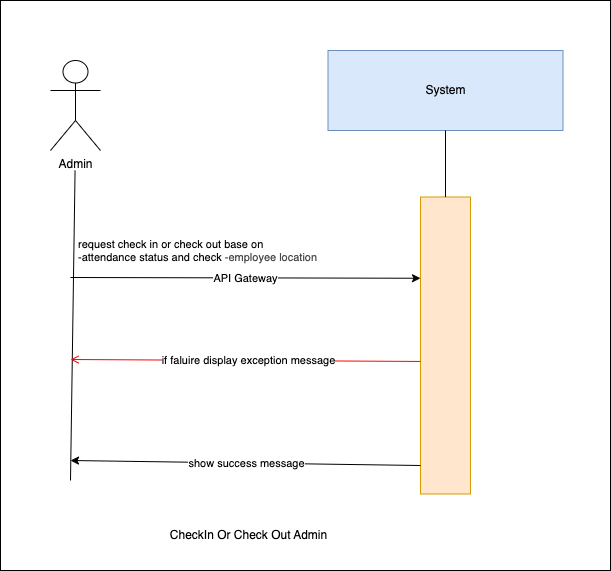 System
Admin
request check in or check out base on
-attendance status and check -employee location
API Gateway
if faluire display exception message
show success message
CheckIn Or Check Out Admin